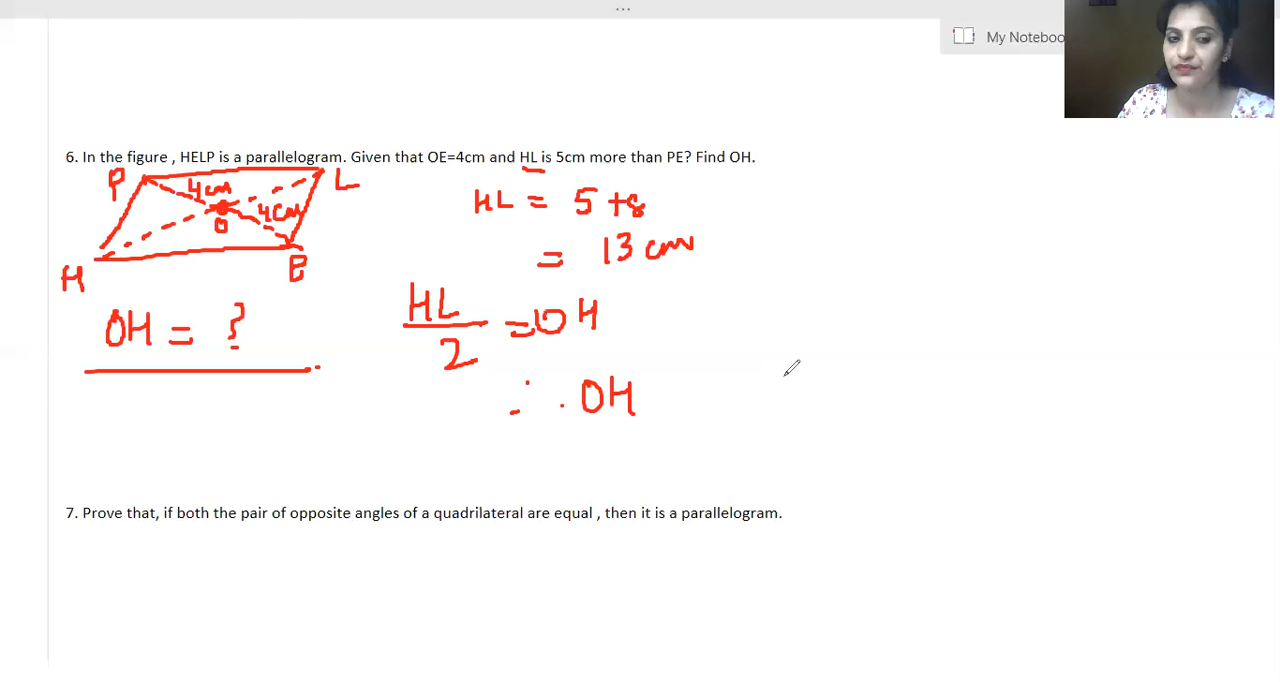 My Noteboo
6. In the figure , HELP is a parallelogram. Given that OE=4cm and HL is 5cm more than PE? Find OH.
P
L
4cm
4cm
O
H
E
HL = 5 + 8
= 13 cm
OH = ?
HL/2 = OH
∴ OH
7. Prove that, if both the pair of opposite angles of a quadrilateral are equal , then it is a parallelogram.